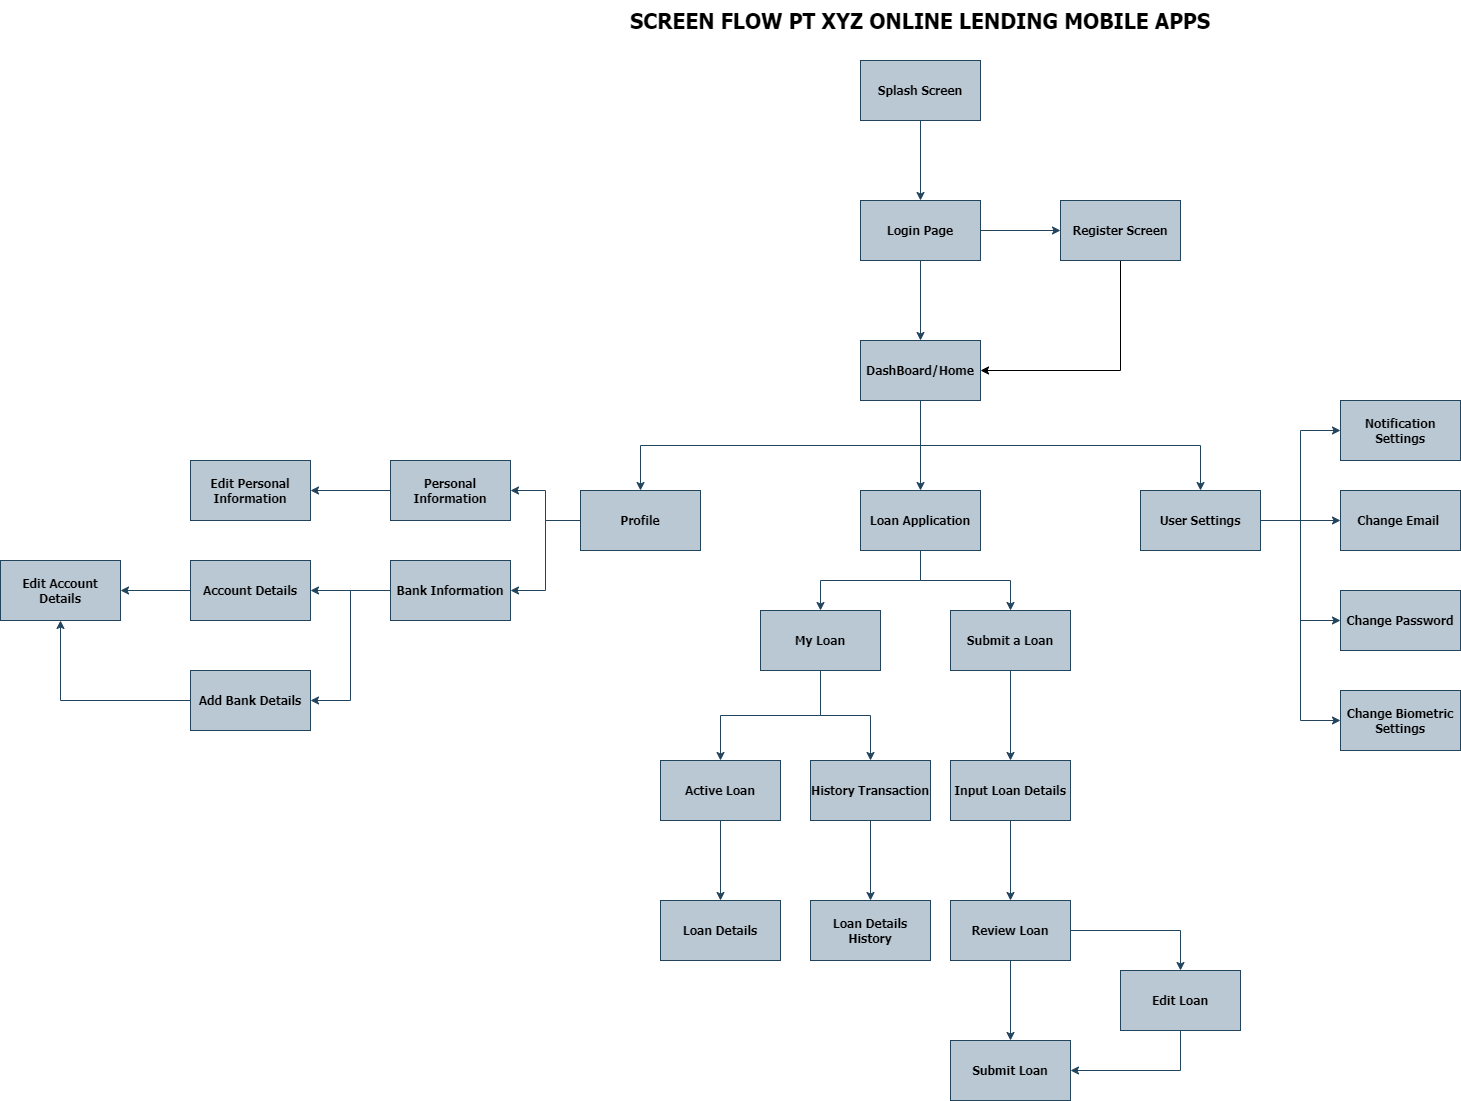 SCREEN FLOW PT XYZ ONLINE LENDING MOBILE APPS
Splash Screen
Login Page
Register Screen
DashBoard/Home
Notification
Settings
Edit Personal
Information
Personal
Information
Profile
Loan Application
User Settings
Change Email
Edit Account
Details
Account Details
Bank Information
My Loan
Submit a Loan
Change Password
Add Bank Details
Change Biometric
Settings
Active Loan
History Transaction
Input Loan Details
Loan Details
Loan Details
History
Review Loan
Edit Loan
Submit Loan